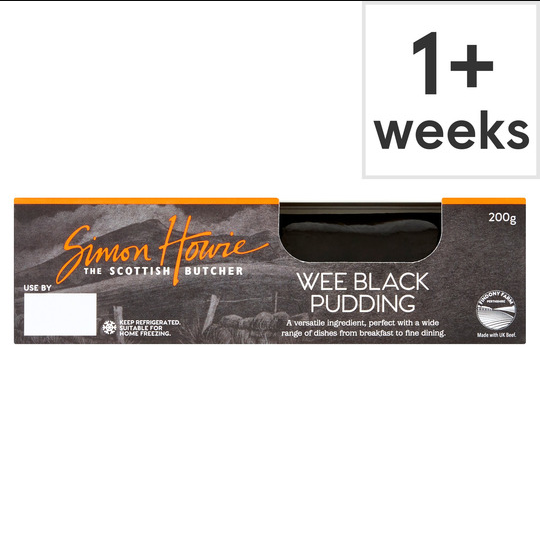 1+
weeks
200g
Simon Howie
THE SCOTTISH BUTCHER
USE BY
KEEP REFRIGERATED.
SUITABLE FOR
HOME FREEZING.
WEE BLACK
PUDDING
A versatile ingredient, perfect with a wide
range of dishes from breakfast to fine dining.
FINDONY FARM
PERTHSHIRE
Made with UK Beef.